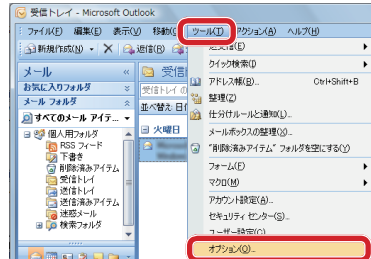 受信トレイ - Microsoft Outlook
ファイル(F) 編集(E) 表示(V) 移動(G) ツール(T) アクション(A) ヘルプ(H)
新規作成(N)
返信(R)
送受信(E)
クイック検索(I)
アドレス帳(B)... Ctrl+Shift+B
整理(Z)
仕分けルールと通知(L)...
メールボックスの整理(X)...
"削除済みアイテム" フォルダを空にする(Y)
フォーム(F)
マクロ(M)
アカウント設定(A)...
セキュリティ センター(S)...
ユーザー設定(C)...
オプション(O)...
メール
お気に入りフォルダ
メール フォルダ
すべてのメール アイテ...
個人用フォルダ
RSS フィード
下書き
削除済みアイテム
受信トレイ
送信トレイ
送信済みアイテム
迷惑メール
検索フォルダ
受信
受信トレイ の
並べ替え: 日
火曜日